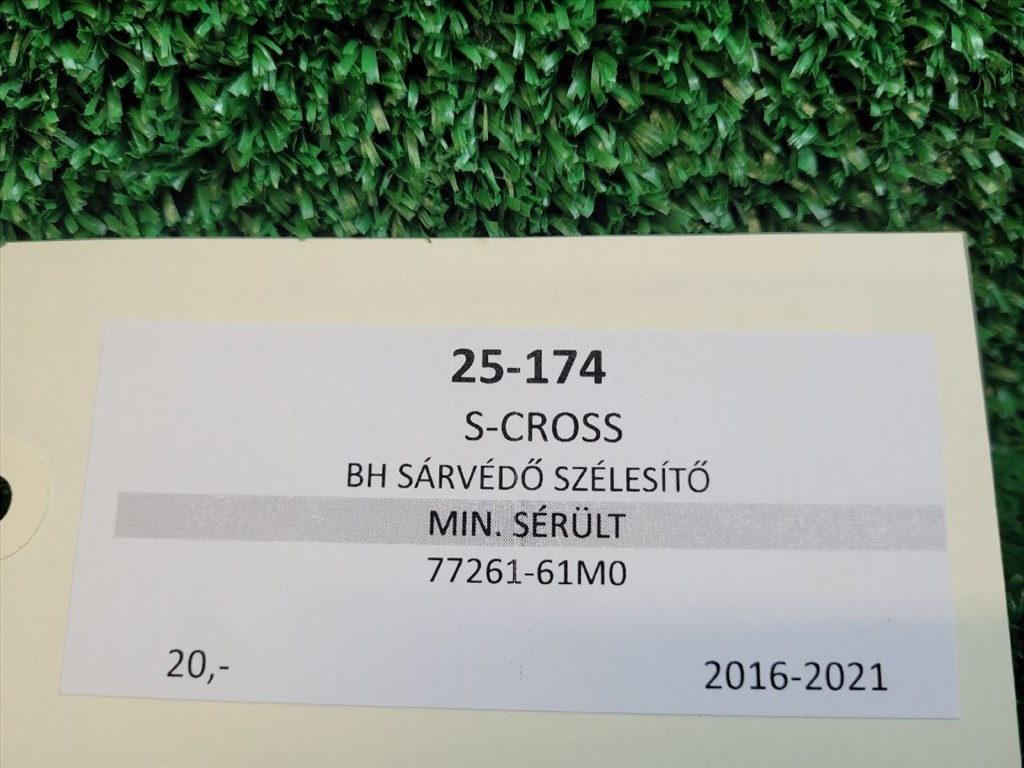 25-174
S-CROSS
BH SÁRVÉDŐ SZÉLESÍTŐ
MIN. SÉRÜLT
77261-61M0
20,- 2016-2021